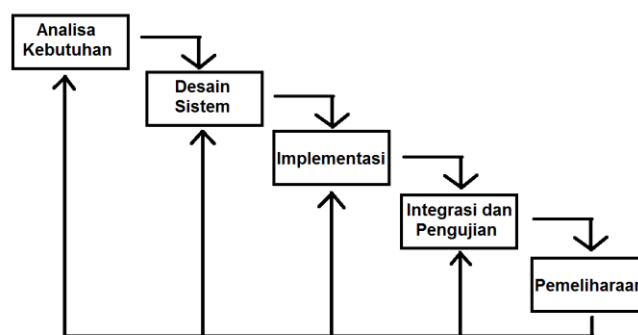 Analisa
Kebutuhan
Desain
Sistem
Implementasi
Integrasi dan
Pengujian
Pemeliharaan